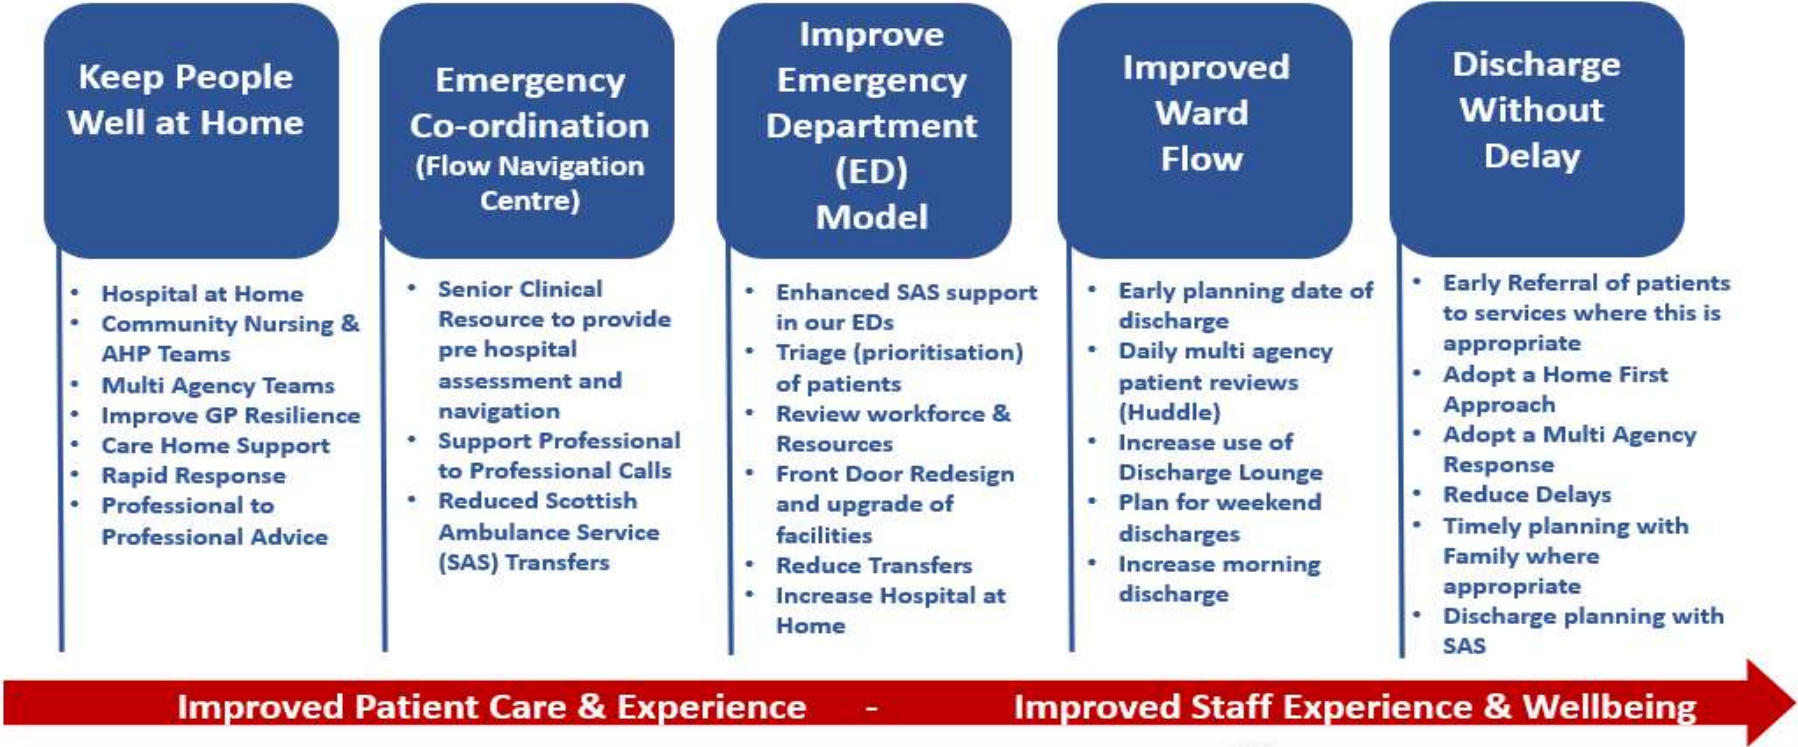 Keep People
Well at Home
• Hospital at Home
• Community Nursing &
AHP Teams
• Multi Agency Teams
• Improve GP Resilience
• Care Home Support
• Rapid Response
• Professional to
Professional Advice
Emergency
Co-ordination
(Flow Navigation
Centre)
• Senior Clinical
Resource to provide
pre hospital
assessment and
navigation
• Support Professional
to Professional Calls
• Reduced Scottish
Ambulance Service
(SAS) Transfers
Improve
Emergency
Department
(ED)
Model
• Enhanced SAS support
in our EDs
• Triage (prioritisation)
of patients
• Review workforce &
Resources
• Front Door Redesign
and upgrade of
facilities
• Reduce Transfers
• Increase Hospital at
Home
Improved
Ward
Flow
• Early planning date of
discharge
• Daily multi agency
patient reviews
(Huddle)
• Increase use of
Discharge Lounge
• Plan for weekend
discharges
• Increase morning
discharge
Discharge
Without
Delay
• Early Referral of patients
to services where this is
appropriate
• Adopt a Home First
Approach
• Adopt a Multi Agency
Response
• Reduce Delays
• Timely planning with
Family where
appropriate
• Discharge planning with
SAS
Improved Patient Care & Experience - Improved Staff Experience & Wellbeing